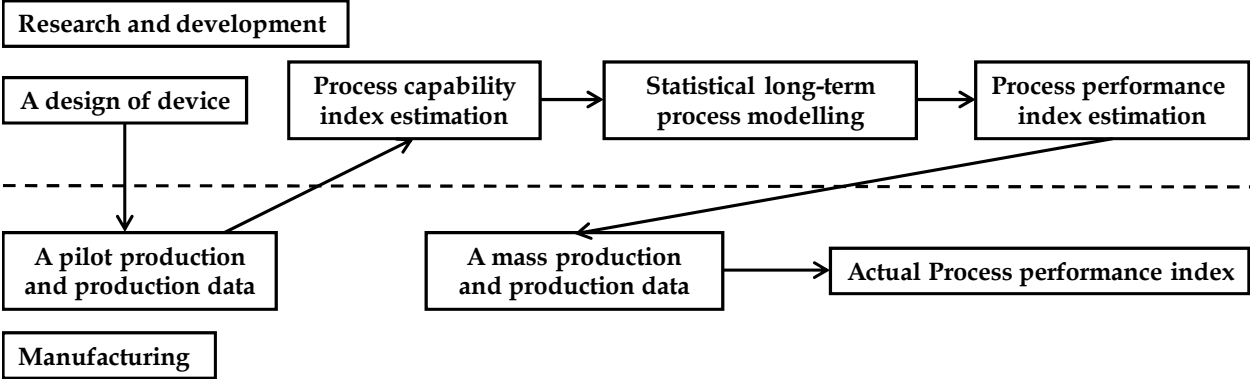 Research and development
A design of device
Process capability
index estimation
Statistical long-term
process modelling
Process performance
index estimation
A pilot production
and production data
A mass production
and production data
Actual Process performance index
Manufacturing